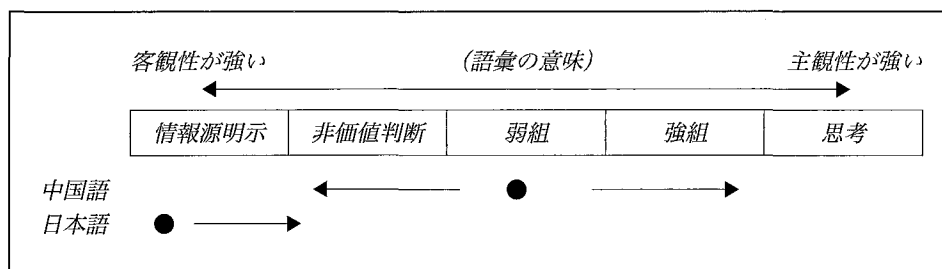 客観性が強い (語彙の意味) 主観性が強い
情報源明示 非価値判断 弱組 強組 思考
中国語
日本語